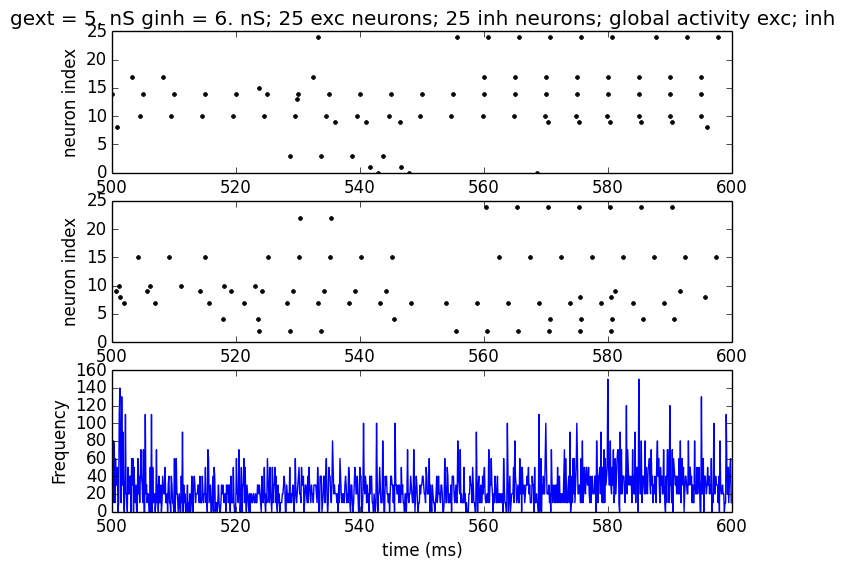 gext = 5. nS ginh = 6. nS; 25 exc neurons; 25 inh neurons; global activity exc; inh
25
20
15
10
5
0
neuron index
500 520 540 560 580 600
25
20
15
10
5
0
neuron index
500 520 540 560 580 600
160
140
120
100
80
60
40
20
0
Frequency
500 520 540 560 580 600
time (ms)